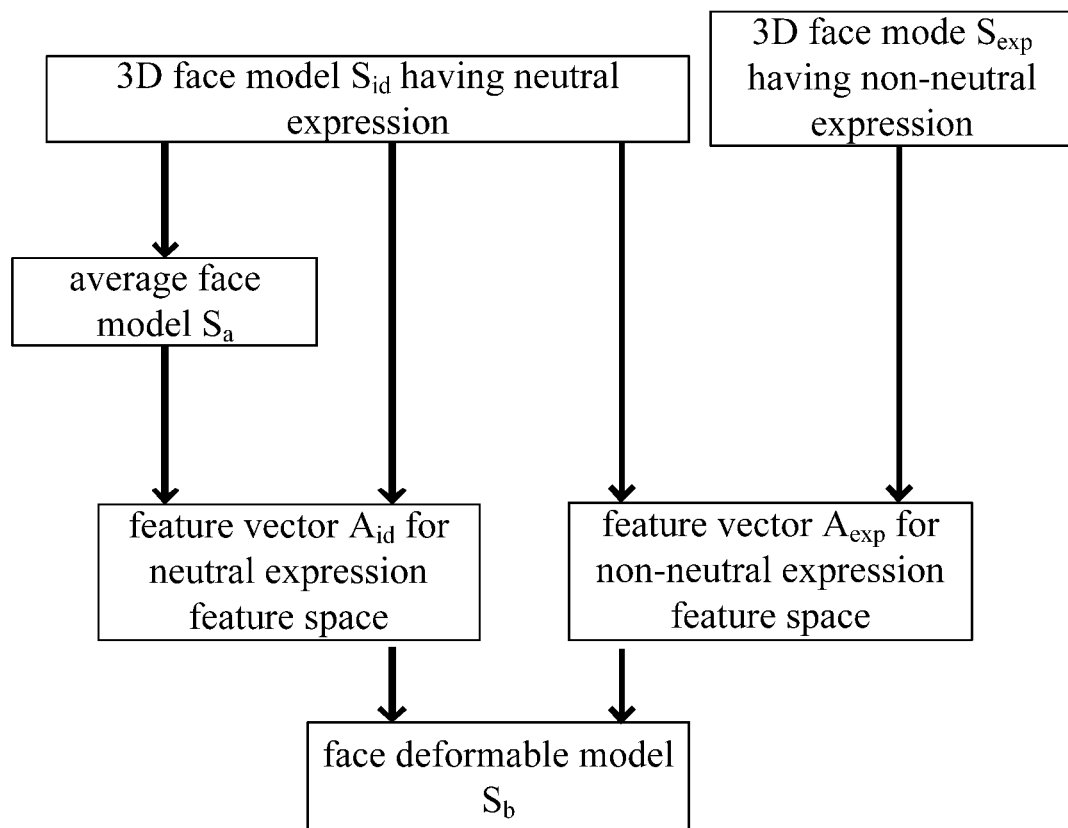 3D face model S_id having neutral
expression
3D face mode S_exp
having non-neutral
expression
average face
model S_a
feature vector A_id for
neutral expression
feature space
feature vector A_exp for
non-neutral expression
feature space
face deformable model
S_b